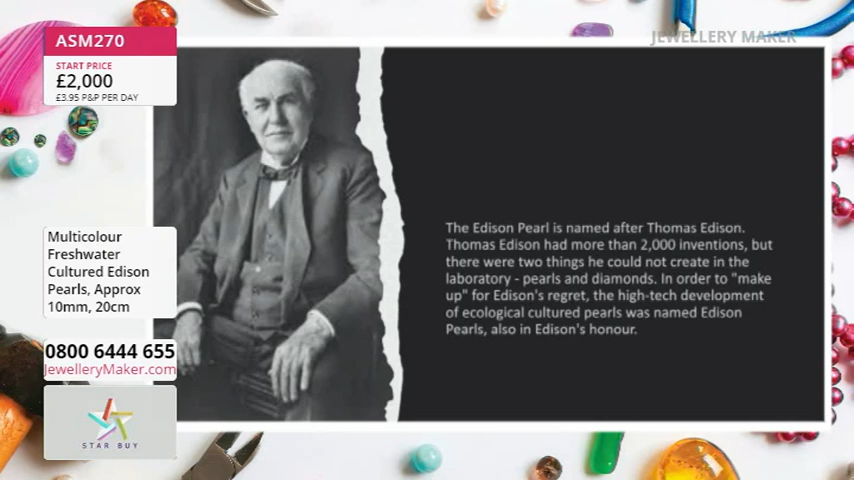 JEWELLERY MAKER
ASM270
START PRICE
£2,000
£3.95 P&P PER DAY
The Edison Pearl is named after Thomas Edison.
Thomas Edison had more than 2,000 inventions, but
there were two things he could not create in the
laboratory - pearls and diamonds. In order to "make
up" for Edison's regret, the high-tech development
of ecological cultured pearls was named Edison
Pearls, also in Edison's honour.
Multicolour
Freshwater
Cultured Edison
Pearls, Approx
10mm, 20cm
0800 6444 655
JewelleryMaker.com
STAR BUY